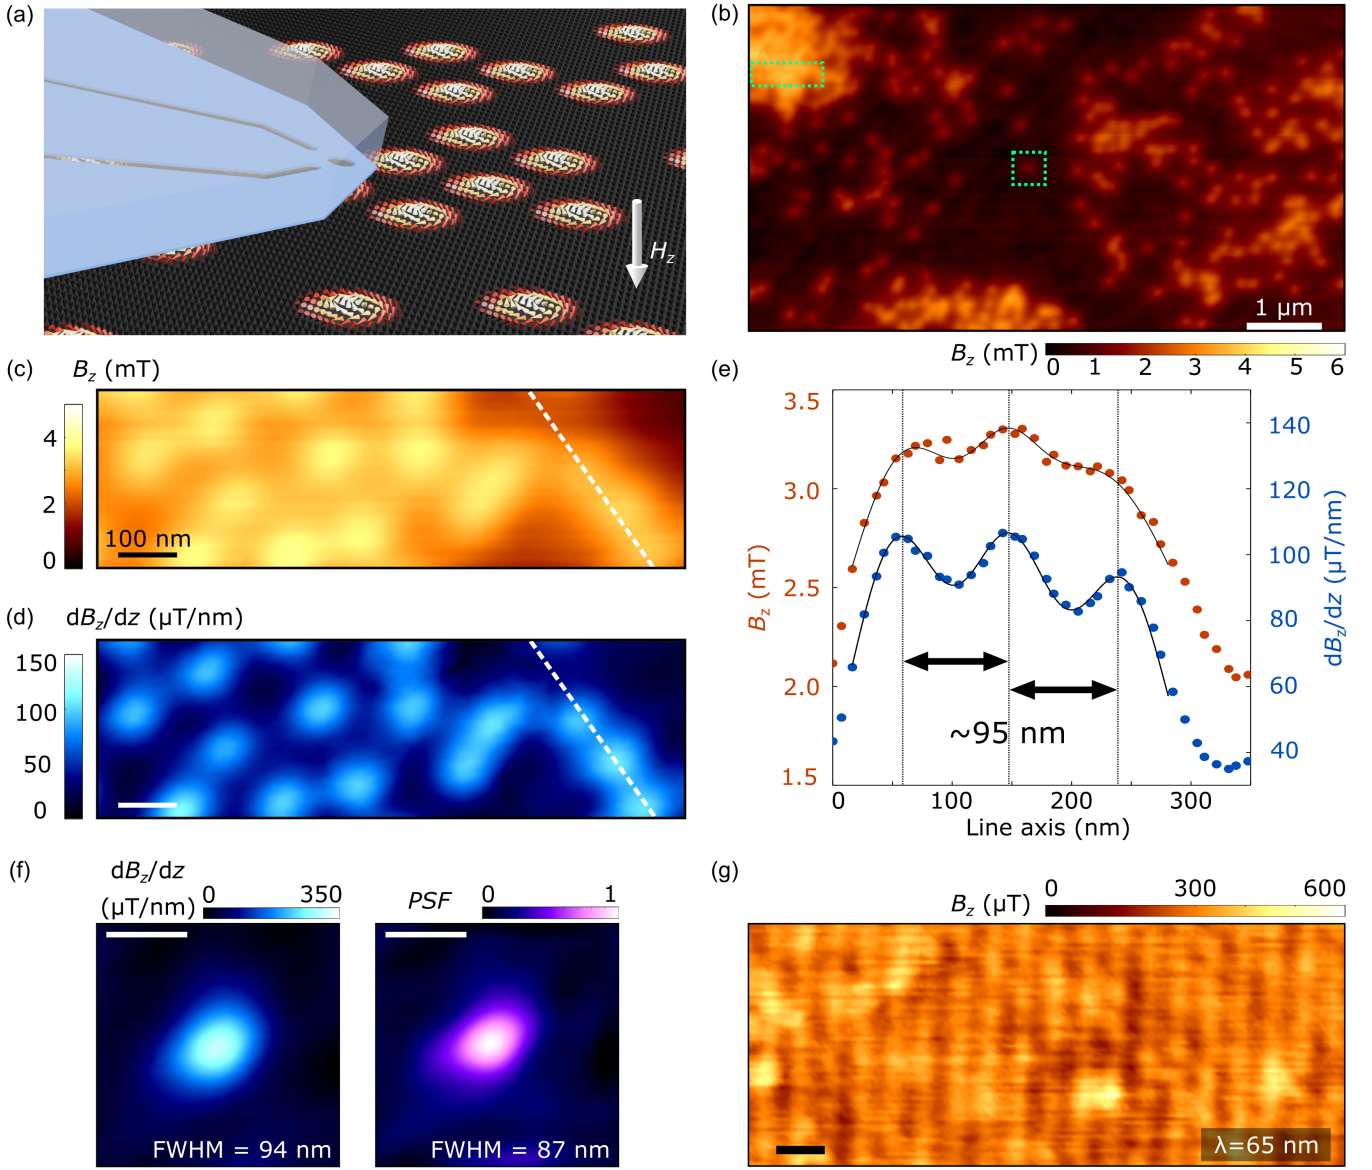 (a)
H_z
(b)
1 µm
B_z (mT)
0 1 2 3 4 5 6
(c)
B_z (mT)
4
2
0
100 nm
(d)
dB_z/dz (µT/nm)
150
100
50
0
(e)
3.5
3.0
2.5
2.0
1.5
B_z (mT)
140
120
100
80
60
40
dB_z/dz (µT/nm)
~95 nm
0 100 200 300
Line axis (nm)
(f)
dB_z/dz
(µT/nm)
0 350
FWHM = 94 nm
PSF
0 1
FWHM = 87 nm
(g)
B_z (µT)
0 300 600
λ=65 nm